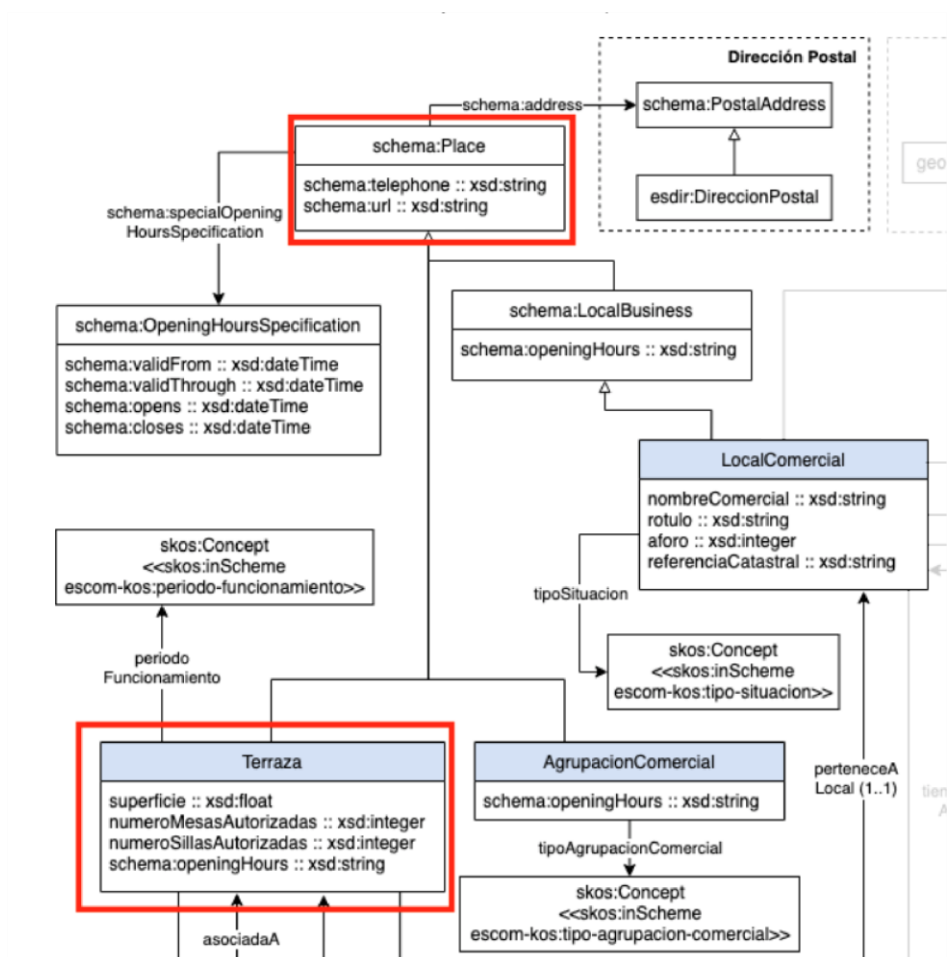 Dirección Postal
schema:address
schema:PostalAddress
schema:Place
schema:telephone :: xsd:string
schema:url :: xsd:string
geo
esdir:DireccionPostal
schema:specialOpening
HoursSpecification
schema:OpeningHoursSpecification
schema:validFrom :: xsd:dateTime
schema:validThrough :: xsd:dateTime
schema:opens :: xsd:dateTime
schema:closes :: xsd:dateTime
schema:LocalBusiness
schema:openingHours :: xsd:string
LocalComercial
nombreComercial :: xsd:string
rotulo :: xsd:string
aforo :: xsd:integer
referenciaCatastral :: xsd:string
skos:Concept
<<skos:inScheme
escom-kos:periodo-funcionamiento>>
tipoSituacion
periodo
Funcionamiento
skos:Concept
<<skos:inScheme
escom-kos:tipo-situacion>>
Terraza
superficie :: xsd:float
numeroMesasAutorizadas :: xsd:integer
numeroSillasAutorizadas :: xsd:integer
schema:openingHours :: xsd:string
AgrupacionComercial
schema:openingHours :: xsd:string
perteneceA
Local (1..1)
tien
A
tipoAgrupacionComercial
skos:Concept
<<skos:inScheme
escom-kos:tipo-agrupacion-comercial>>
asociadaA